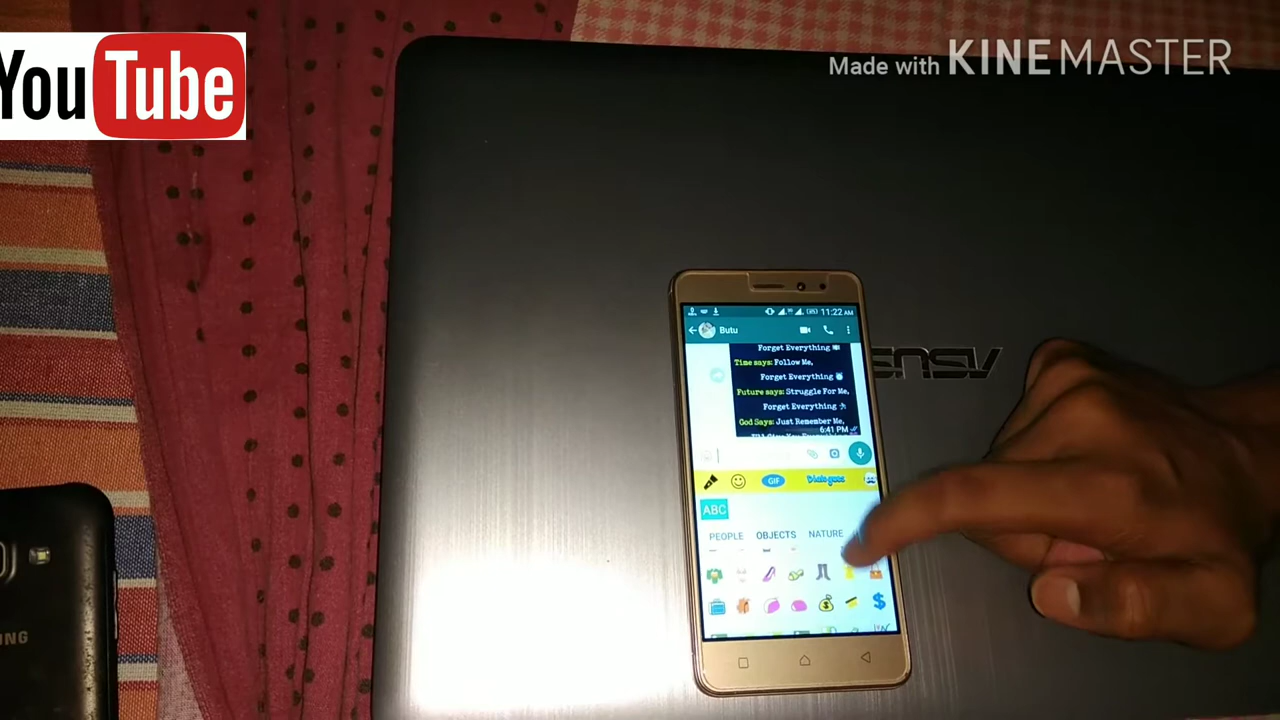 YouTube
Made with KINEMASTER
11:22 AM
Butu
Forget Everything
Time says: Follow Me,
Forget Everything
Future says: Struggle For Me,
Forget Everything
God Says: Just Remember Me,
6:41 PM
GIF
Dialogues
ABC
PEOPLE
OBJECTS
NATURE